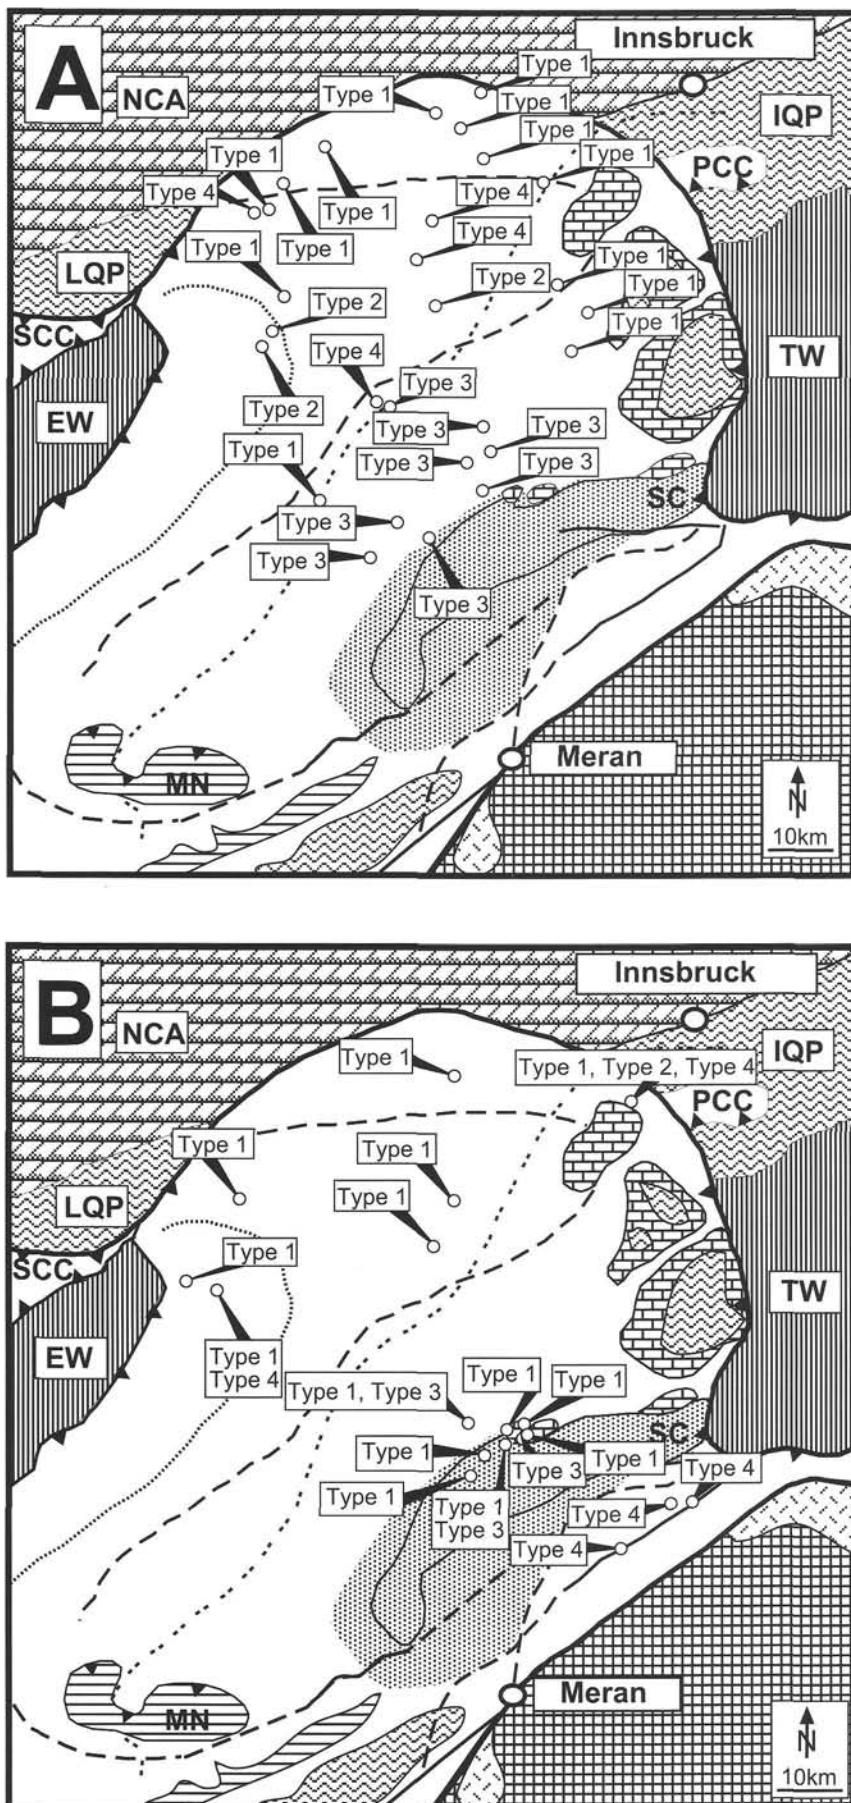 A
Innsbruck
NCA
Type 1
Type 1
Type 1
IQP
Type 1
Type 1
Type 1
PCC
Type 4
Type 4
Type 1
Type 1
Type 1
Type 4
LQP
Type 1
Type 2
Type 2
Type 1
SCC
Type 1
Type 4
TW
Type 3
EW
Type 2
Type 3
Type 3
Type 1
Type 3
Type 3
SC
Type 3
Type 3
Type 3
Meran
MN
N
10km
B
Innsbruck
NCA
IQP
Type 1
Type 1, Type 2, Type 4
PCC
Type 1
Type 1
LQP
Type 1
Type 1
SCC
TW
EW
Type 1
Type 4
Type 1
Type 1, Type 3
Type 1
SC
Type 1
Type 1
Type 3
Type 4
Type 1
Type 1
Type 3
Type 4
Type 4
Meran
MN
N
10km